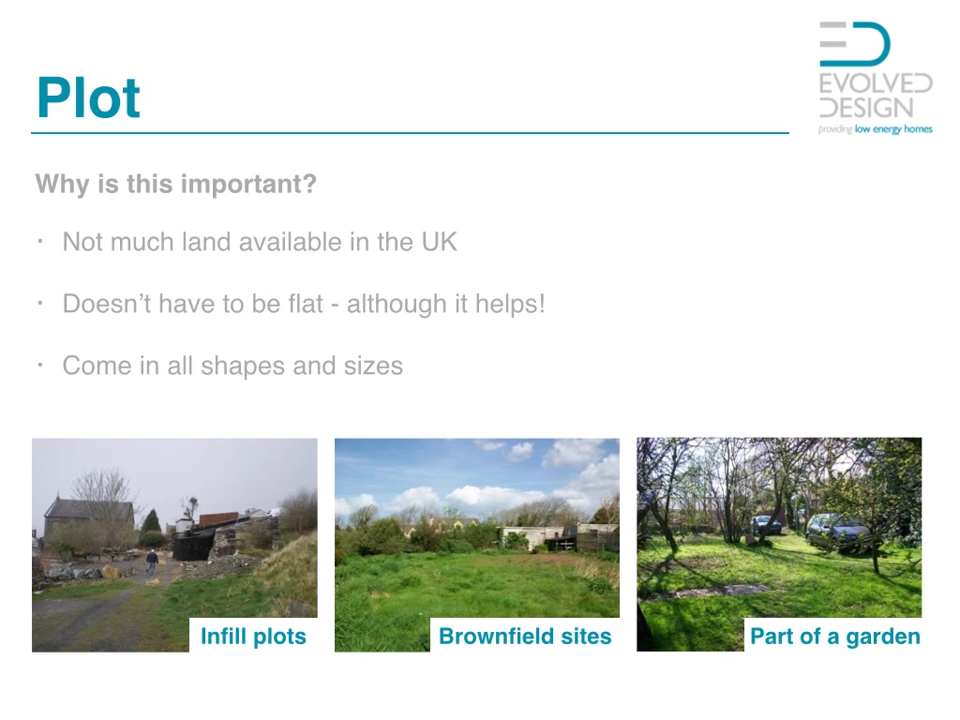 EVOLVED
DESIGN
providing low energy homes
Plot
Why is this important?
· Not much land available in the UK
· Doesn’t have to be flat - although it helps!
· Come in all shapes and sizes
Infill plots
Brownfield sites
Part of a garden